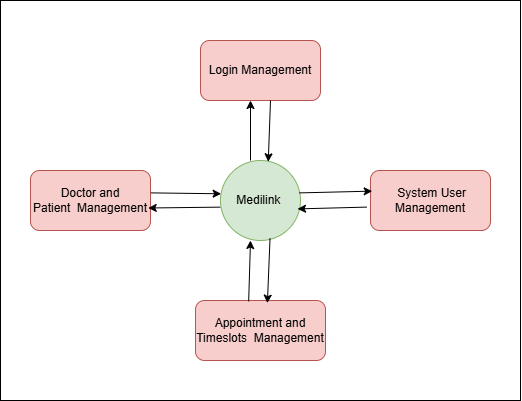 Login Management
Doctor and
Patient  Management
Medilink
System User
Management
Appointment and
Timeslots  Management